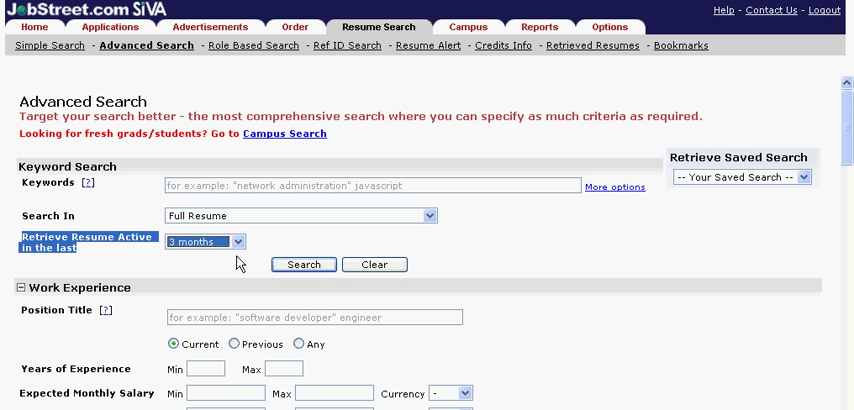 JobStreet.com SiVA
Help - Contact Us - Logout
Home Applications Advertisements Order Resume Search Campus Reports Options
Simple Search - Advanced Search - Role Based Search - Ref ID Search - Resume Alert - Credits Info - Retrieved Resumes - Bookmarks
Advanced Search
Target your search better - the most comprehensive search where you can specify as much criteria as required.
Looking for fresh grads/students? Go to Campus Search
Retrieve Saved Search
-- Your Saved Search --
Keyword Search
Keywords [?] for example: "network administration" javascript More options
Search In Full Resume
Retrieve Resume Active
in the last
3 months
Search Clear
Work Experience
Position Title [?] for example: "software developer" engineer
Current Previous Any
Years of Experience Min Max
Expected Monthly Salary Min Max Currency -